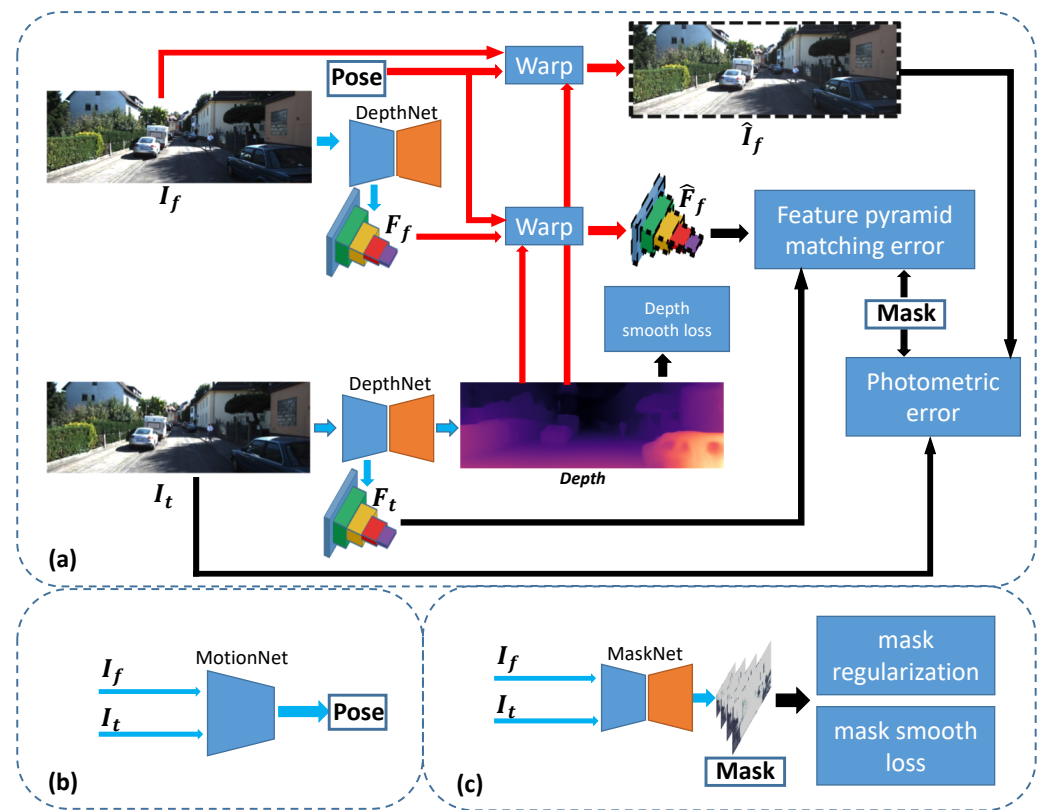 Warp
Pose
DepthNet
I_f
Î_f
F_f
Warp
F̂_f
Feature pyramid
matching error
Depth
smooth loss
Mask
Photometric
error
DepthNet
I_t
F_t
Depth
(a)
MotionNet
I_f
I_t
Pose
(b)
MaskNet
I_f
I_t
Mask
mask
regularization
mask smooth
loss
(c)